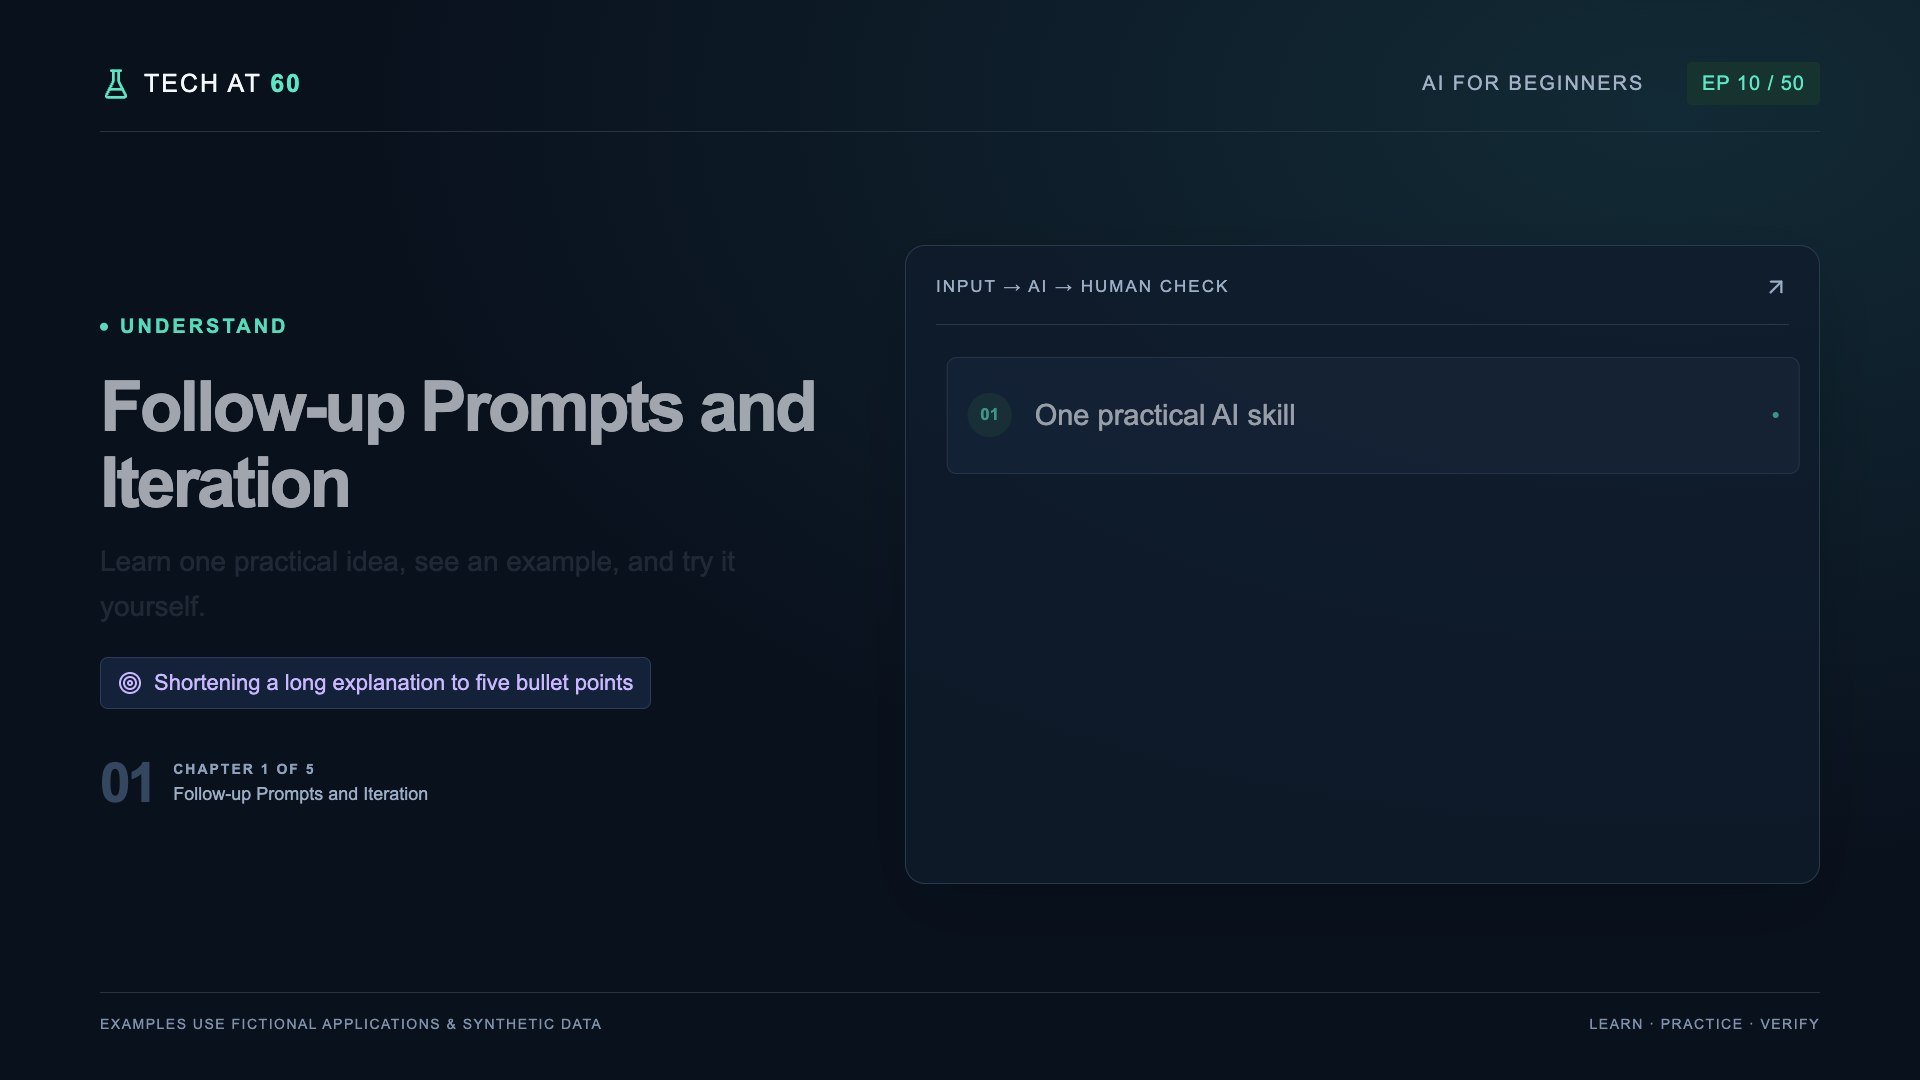 TECH AT 60
AI FOR BEGINNERS
EP 10 / 50
UNDERSTAND
Follow-up Prompts and
Iteration
Learn one practical idea, see an example, and try it
yourself.
Shortening a long explanation to five bullet points
01
CHAPTER 1 OF 5
Follow-up Prompts and Iteration
INPUT → AI → HUMAN CHECK
01
One practical AI skill
EXAMPLES USE FICTIONAL APPLICATIONS & SYNTHETIC DATA
LEARN · PRACTICE · VERIFY